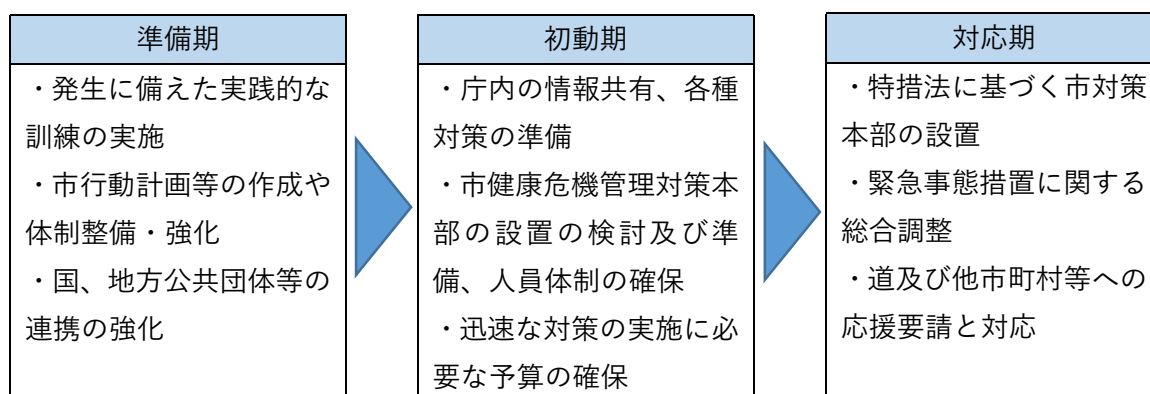 準備期
・発生に備えた実践的な
訓練の実施
・市行動計画等の作成や
体制整備・強化
・国、地方公共団体等の
連携の強化
初動期
・庁内の情報共有、各種
対策の準備
・市健康危機管理対策本
部の設置の検討及び準
備、人員体制の確保
・迅速な対策の実施に必
要な予算の確保
対応期
・特措法に基づく市対策
本部の設置
・緊急事態措置に関する
総合調整
・道及び他市町村等への
応援要請と対応